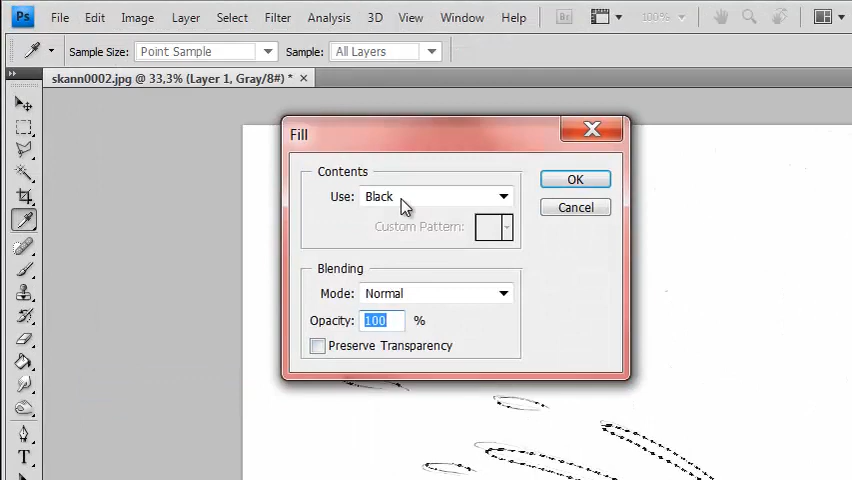 Ps File Edit Image Layer Select Filter Analysis 3D View Window Help Br 100%
Sample Size: Point Sample Sample: All Layers
skann0002.jpg @ 33,3% (Layer 1, Gray/8#) *
Fill
Contents
Use: Black
Custom Pattern:
OK
Cancel
Blending
Mode: Normal
Opacity: 100 %
Preserve Transparency